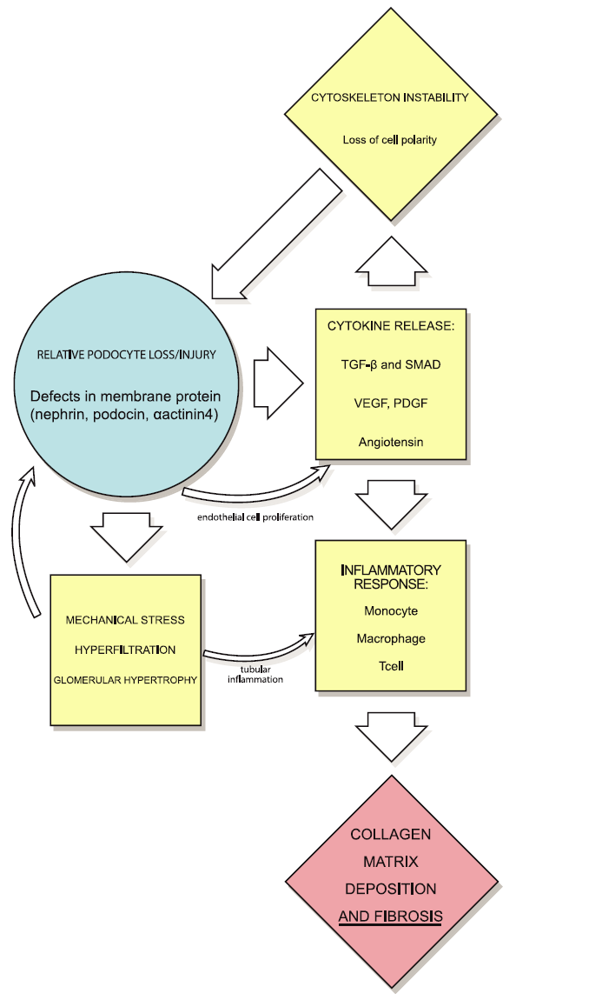 CYTOSKELETON INSTABILITY
Loss of cell polarity
RELATIVE PODOCYTE LOSS/INJURY
Defects in membrane protein
(nephrin, podocin, αactinin4)
CYTOKINE RELEASE:
TGF-β and SMAD
VEGF, PDGF
Angiotensin
endothelial cell proliferation
MECHANICAL STRESS
HYPERFILTRATION
GLOMERULAR HYPERTROPHY
tubular
inflammation
INFLAMMATORY
RESPONSE:
Monocyte
Macrophage
Tcell
COLLAGEN
MATRIX
DEPOSITION
AND FIBROSIS